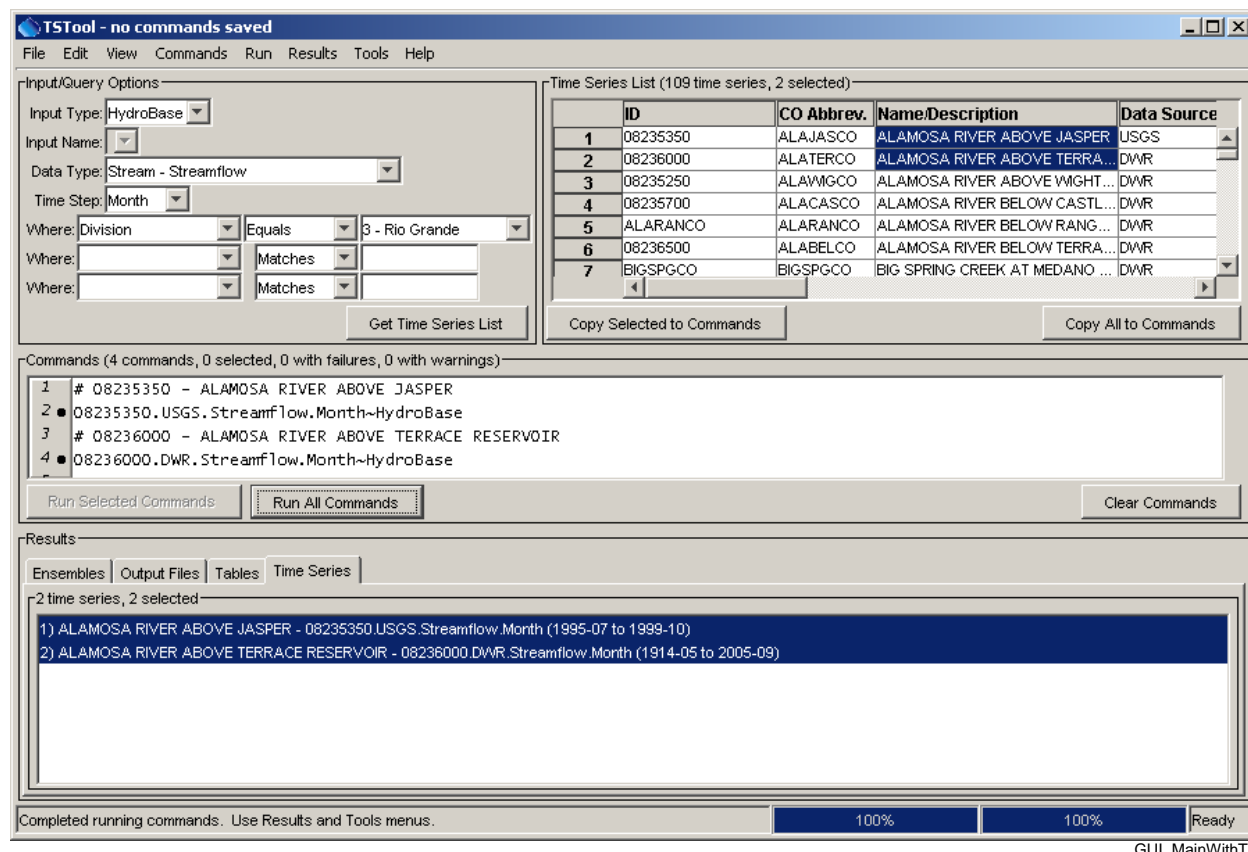 TSTool - no commands saved
File Edit View Commands Run Results Tools Help
Input/Query Options
Input Type: HydroBase
Input Name:
Data Type: Stream - Streamflow
Time Step: Month
Where: Division Equals 3 - Rio Grande
Where: Matches
Where: Matches
Get Time Series List
Time Series List (109 time series, 2 selected)
ID CO Abbrev. Name/Description Data Source
1 08235350 ALAJASCO ALAMOSA RIVER ABOVE JASPER USGS
2 08236000 ALATERCO ALAMOSA RIVER ABOVE TERRA... DWR
3 08235250 ALAWIGCO ALAMOSA RIVER ABOVE WIGHT... DWR
4 08235700 ALACASCO ALAMOSA RIVER BELOW CASTL... DWR
5 ALARANCO ALARANCO ALAMOSA RIVER BELOW RANG... DWR
6 08236500 ALABELCO ALAMOSA RIVER BELOW TERRA... DWR
7 BIGSPGCO BIGSPGCO BIG SPRING CREEK AT MEDANO ... DWR
Copy Selected to Commands Copy All to Commands
Commands (4 commands, 0 selected, 0 with failures, 0 with warnings)
1 # 08235350 - ALAMOSA RIVER ABOVE JASPER
2 08235350.USGS.Streamflow.Month~HydroBase
3 # 08236000 - ALAMOSA RIVER ABOVE TERRACE RESERVOIR
4 08236000.DWR.Streamflow.Month~HydroBase
Run Selected Commands Run All Commands Clear Commands
Results
Ensembles Output Files Tables Time Series
2 time series, 2 selected
1) ALAMOSA RIVER ABOVE JASPER - 08235350.USGS.Streamflow.Month (1995-07 to 1999-10)
2) ALAMOSA RIVER ABOVE TERRACE RESERVOIR - 08236000.DWR.Streamflow.Month (1914-05 to 2005-09)
Completed running commands. Use Results and Tools menus. 100% 100% Ready